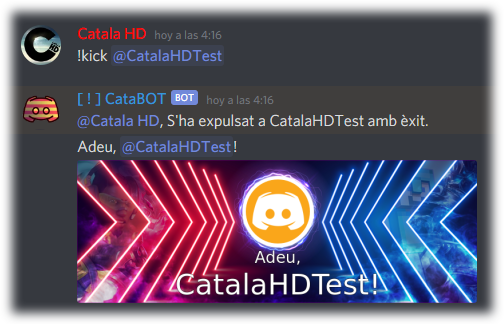 Catala HD hoy a las 4:16
!kick @CatalaHDTest
[ ! ] CataBOT BOT hoy a las 4:16
@Catala HD, S'ha expulsat a CatalaHDTest amb èxit.
Adeu, @CatalaHDTest!
Adeu,
CatalaHDTest!